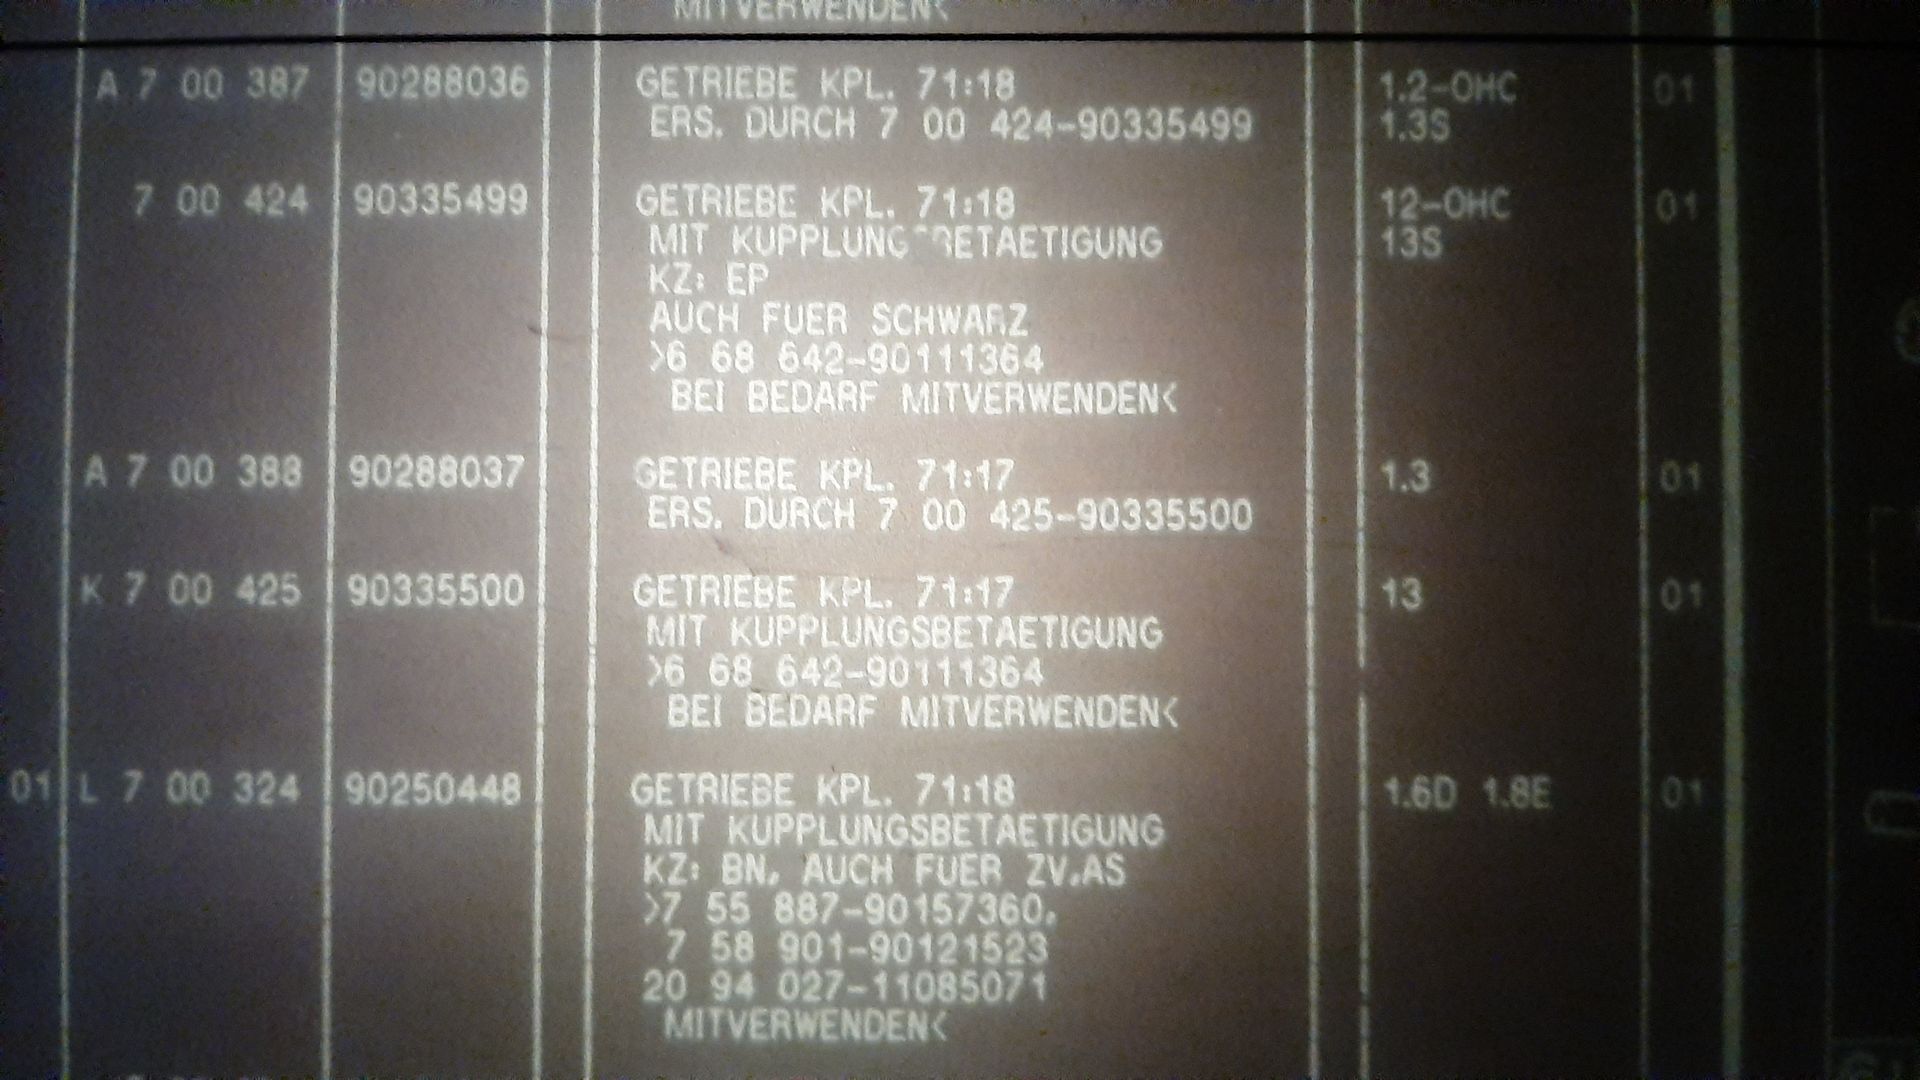 MITVERWENDEN<
A 7 00 387 90288036 GETRIEBE KPL. 71:18 1.2-OHC 01
ERS. DURCH 7 00 424-90335499 1.3S
7 00 424 90335499 GETRIEBE KPL. 71:18 12-OHC 01
MIT KUPPLUNGSBETAETIGUNG 13S
KZ: EP
AUCH FUER SCHWARZ
>6 68 642-90111364
BEI BEDARF MITVERWENDEN<
A 7 00 388 90288037 GETRIEBE KPL. 71:17 1.3 01
ERS. DURCH 7 00 425-90335500
K 7 00 425 90335500 GETRIEBE KPL. 71:17 13 01
MIT KUPPLUNGSBETAETIGUNG
>6 68 642-90111364
BEI BEDARF MITVERWENDEN<
01 L 7 00 324 90250448 GETRIEBE KPL. 71:18 1.6D 1.8E 01
MIT KUPPLUNGSBETAETIGUNG
KZ: BN, AUCH FUER ZV.AS
>7 55 887-90157360,
7 58 901-90121523
20 94 027-11085071
MITVERWENDEN<